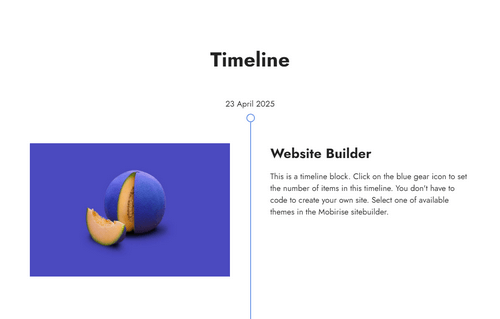 Timeline
23 April 2025
Website Builder
This is a timeline block. Click on the blue gear icon to set
the number of items in this timeline. You don't have to
code to create your own site. Select one of available
themes in the Mobirise sitebuilder.